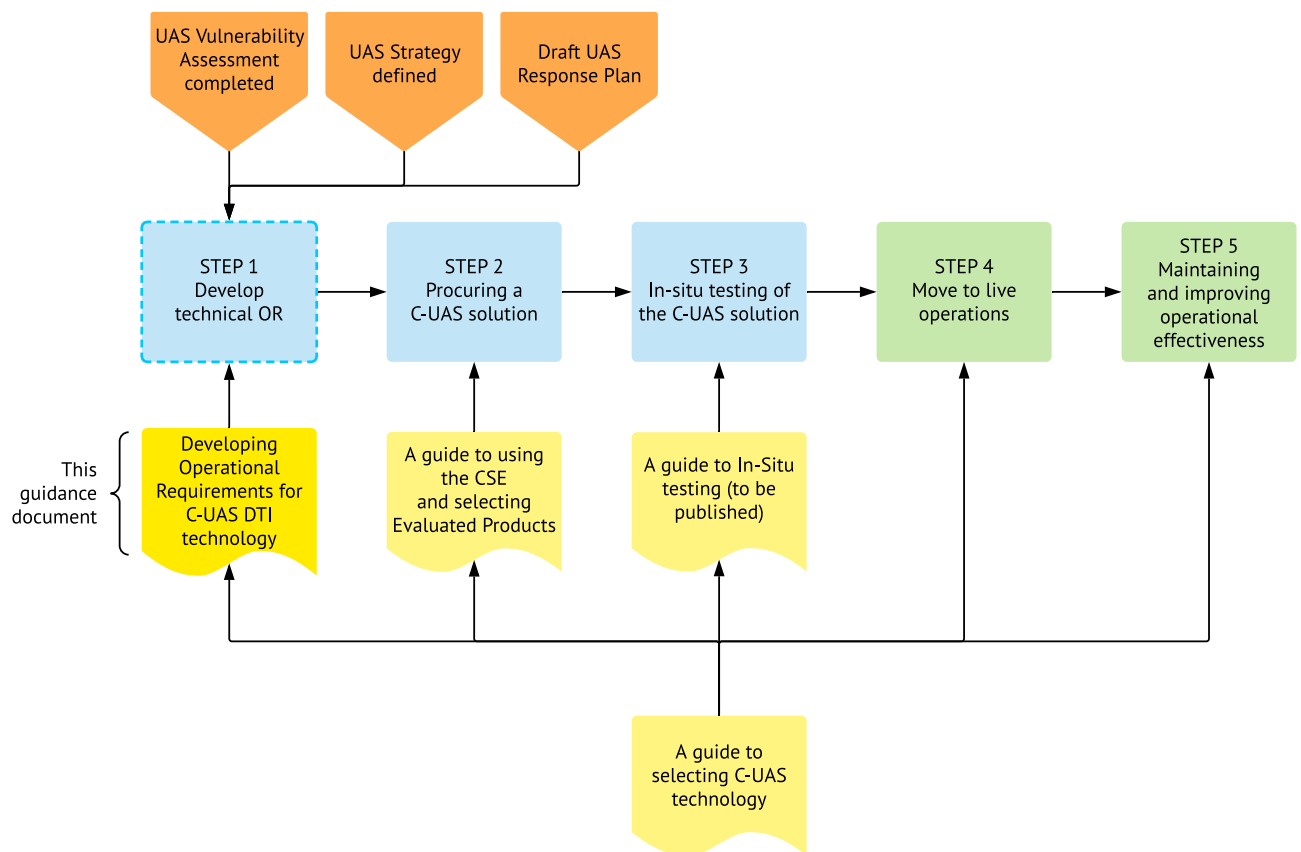 UAS Vulnerability
Assessment
completed
UAS Strategy
defined
Draft UAS
Response Plan
STEP 1
Develop
technical OR
STEP 2
Procuring a
C-UAS solution
STEP 3
In-situ testing of
the C-UAS solution
STEP 4
Move to live
operations
STEP 5
Maintaining
and improving
operational
effectiveness
This
guidance
document
Developing
Operational
Requirements for
C-UAS DTI
technology
A guide to using
the CSE
and selecting
Evaluated Products
A guide to In-Situ
testing (to be
published)
A guide to
selecting C-UAS
technology